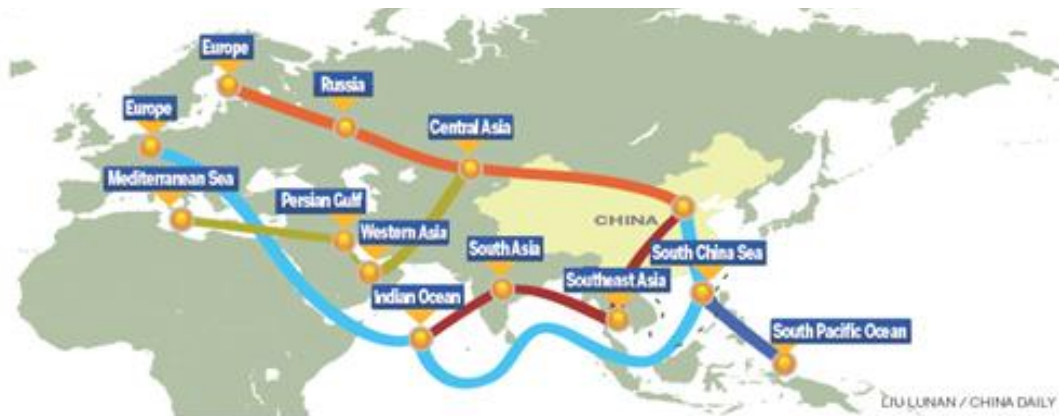 Europe
Russia
Europe
Central Asia
Mediterranean Sea
Persian Gulf
CHINA
Western Asia
South Asia
South China Sea
Southeast Asia
Indian Ocean
South Pacific Ocean
LIU LUNAN / CHINA DAILY